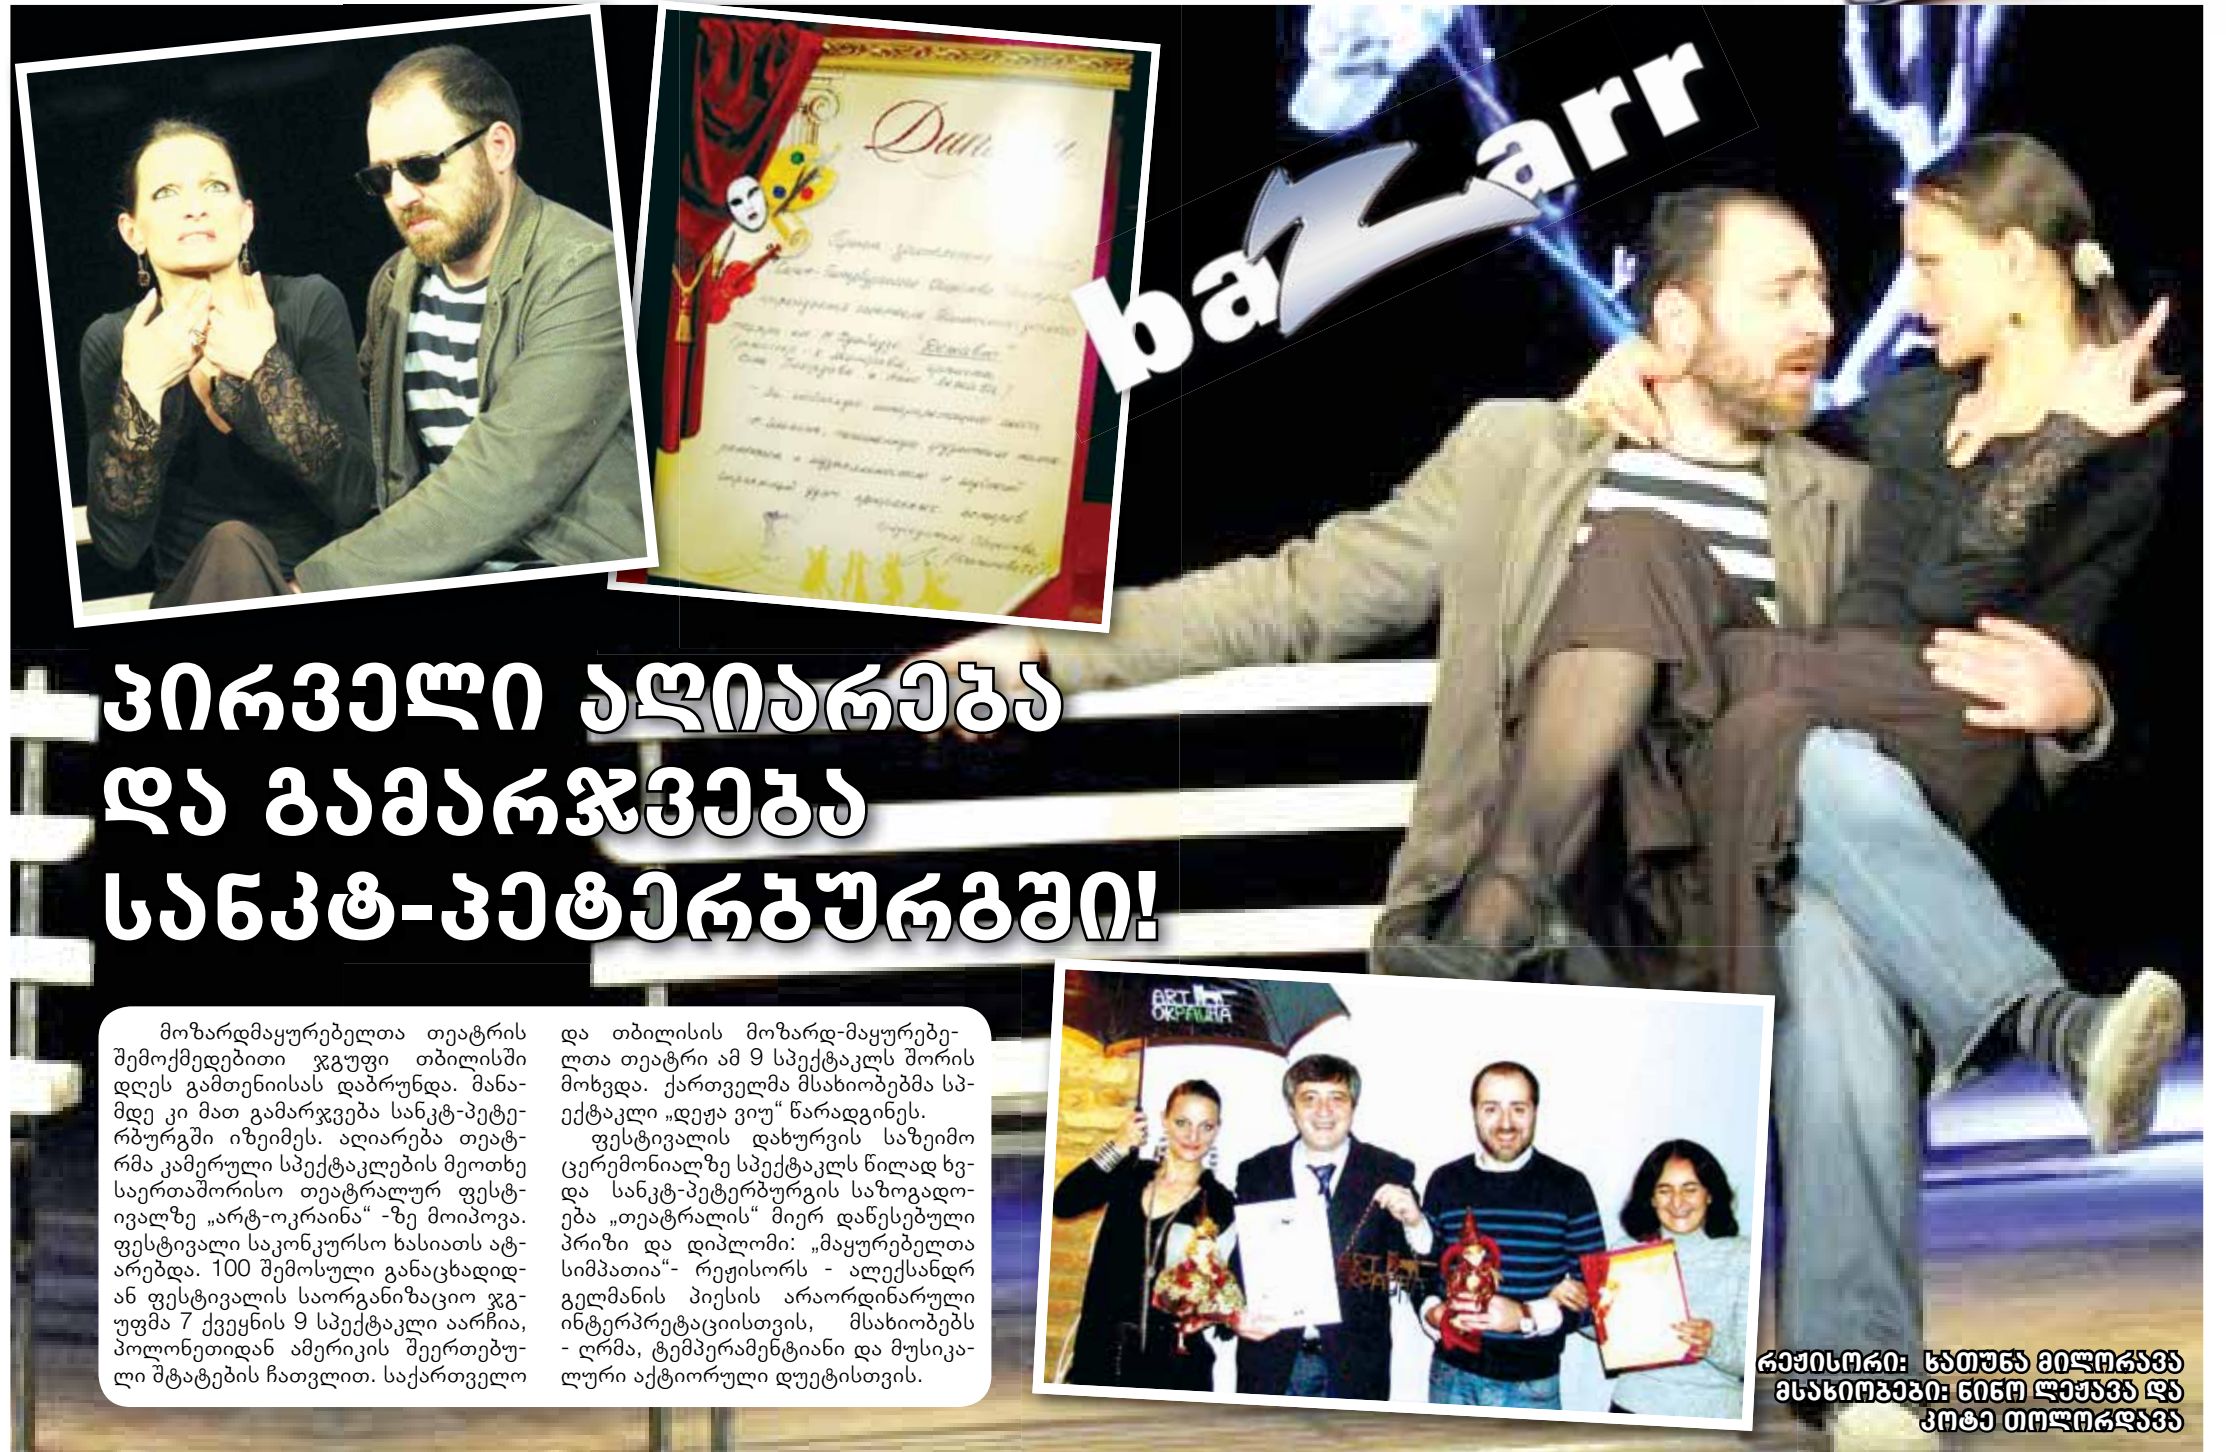 baZarr
Диплом
პირველი აღიარება
და გამარჯვება
სანკტ-პეტერბურგში!
მოზარდმაყურებელთა თეატრის
შემოქმედებითი ჯგუფი თბილისში
დღეს გამთენიისას დაბრუნდა. მანა-
მდე კი მათ გამარჯვება სანკტ-პეტე-
რბურგში იზეიმეს. აღიარება თეატ-
რმა კამერული სპექტაკლების მეოთხე
საერთაშორისო თეატრალურ ფესტ-
ივალზე „არტ-ოკრაინა“ -ზე მოიპოვა.
ფესტივალი საკონკურსო ხასიათს ატ-
არებდა. 100 შემოსული განაცხადიდ-
ან ფესტივალის საორგანიზაციო ჯგ-
უფმა 7 ქვეყნის 9 სპექტაკლი აარჩია,
პოლონეთიდან ამერიკის შეერთებუ-
ლი შტატების ჩათვლით. საქართველო
და თბილისის მოზარდ-მაყურებე-
ლთა თეატრი ამ 9 სპექტაკლს შორის
მოხვდა. ქართველმა მსახიობებმა სპ-
ექტაკლი „დეჟა ვიუ“ წარადგინეს.
ფესტივალის დახურვის საზეიმო
ცერემონიალზე სპექტაკლს წილად ხვ-
და სანკტ-პეტერბურგის საზოგადო-
ება „თეატრალის“ მიერ დაწესებული
პრიზი და დიპლომი: „მაყურებელთა
სიმპათია“- რეჟისორს - ალექსანდრ
გელმანის პიესის არაორდინარული
ინტერპრეტაციისთვის, მსახიობებს
- ღრმა, ტემპერამენტიანი და მუსიკა-
ლური აქტიორული დუეტისთვის.
ART
ОКРАИНА
რეჟისორი: ხათუნა მილორავა
მსახიობები: ნინო ლეჟავა და
კოტე თოლორდავა